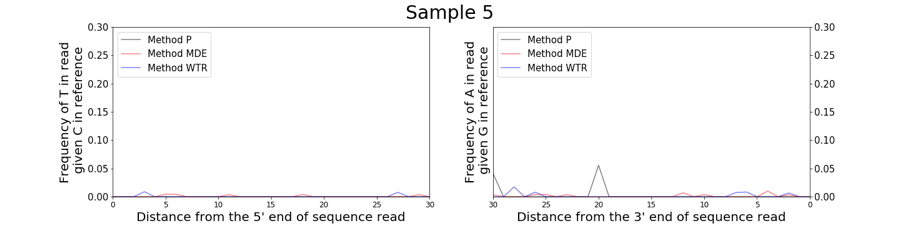 Sample 5
Frequency of T in read
given C in reference
0.30
0.25
0.20
0.15
0.10
0.05
0.00
Method P
Method MDE
Method WTR
0 5 10 15 20 25 30
Distance from the 5' end of sequence read
Frequency of A in read
given G in reference
Method P
Method MDE
Method WTR
0.30
0.25
0.20
0.15
0.10
0.05
0.00
30 25 20 15 10 5 0
Distance from the 3' end of sequence read